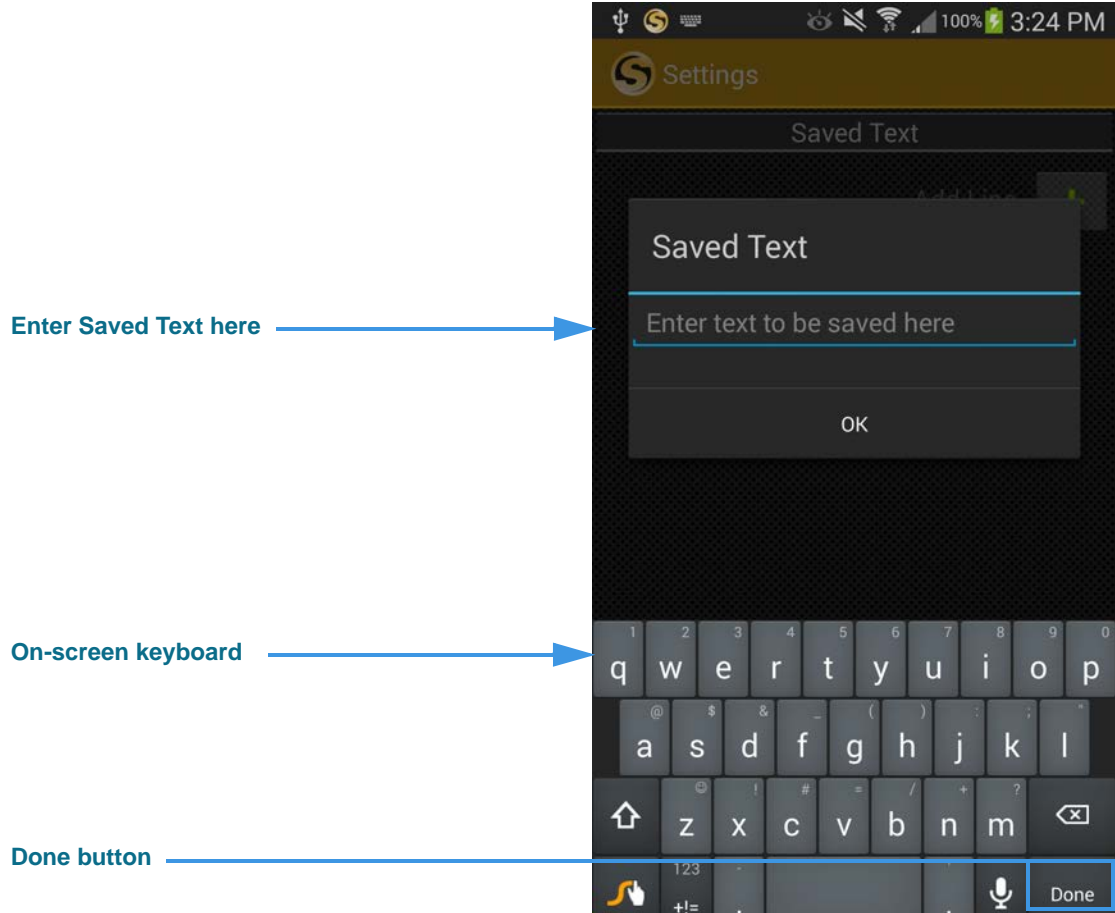 100% 3:24 PM
Settings
Saved Text
Add Line
Saved Text
Enter Saved Text here
Enter text to be saved here
OK
On-screen keyboard
1 2 3 4 5 6 7 8 9 0
q w e r t y u i o p
@ $ & _ ( ) : ; "
a s d f g h j k l
☺ ! # = / + ?
z x c v b n m
Done button
123
+!=
Done